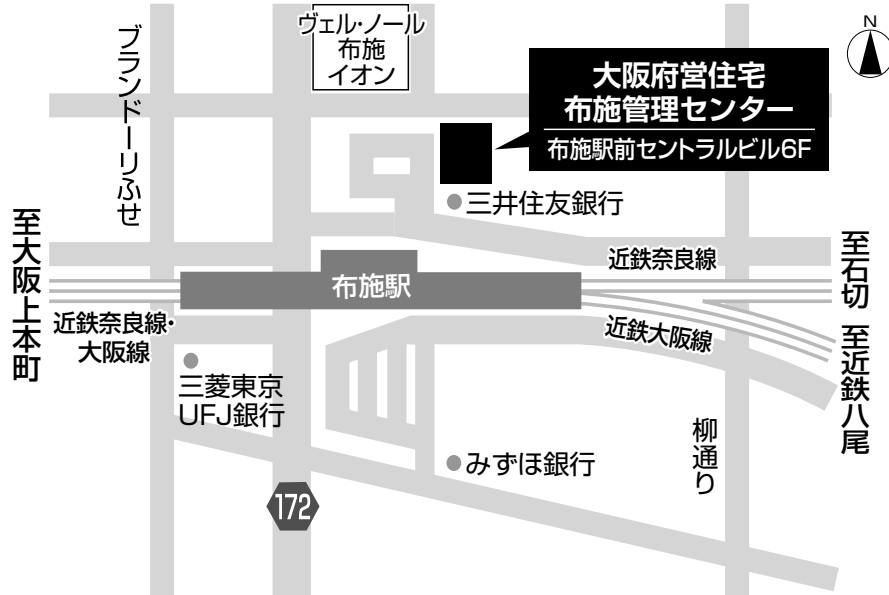 ヴェル・ノール
布施
イオン
N
ブランドーリふせ
大阪府営住宅
布施管理センター
布施駅前セントラルビル6F
三井住友銀行
至大阪上本町
近鉄奈良線
至石切
布施駅
近鉄奈良線・
大阪線
近鉄大阪線
至近鉄八尾
三菱東京
UFJ銀行
柳通り
みずほ銀行
172